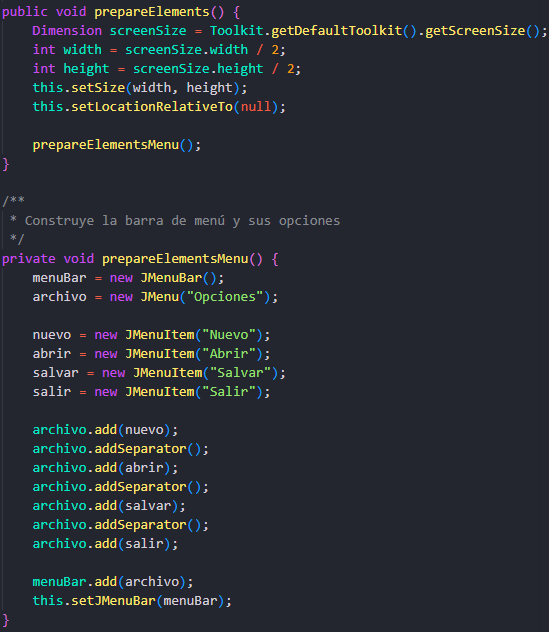 public void prepareElements() {
    Dimension screenSize = Toolkit.getDefaultToolkit().getScreenSize();
    int width = screenSize.width / 2;
    int height = screenSize.height / 2;
    this.setSize(width, height);
    this.setLocationRelativeTo(null);

    prepareElementsMenu();
}

/**
 * Construye la barra de menú y sus opciones
 */
private void prepareElementsMenu() {
    menuBar = new JMenuBar();
    archivo = new JMenu("Opciones");

    nuevo = new JMenuItem("Nuevo");
    abrir = new JMenuItem("Abrir");
    salvar = new JMenuItem("Salvar");
    salir = new JMenuItem("Salir");

    archivo.add(nuevo);
    archivo.addSeparator();
    archivo.add(abrir);
    archivo.addSeparator();
    archivo.add(salvar);
    archivo.addSeparator();
    archivo.add(salir);

    menuBar.add(archivo);
    this.setJMenuBar(menuBar);
}